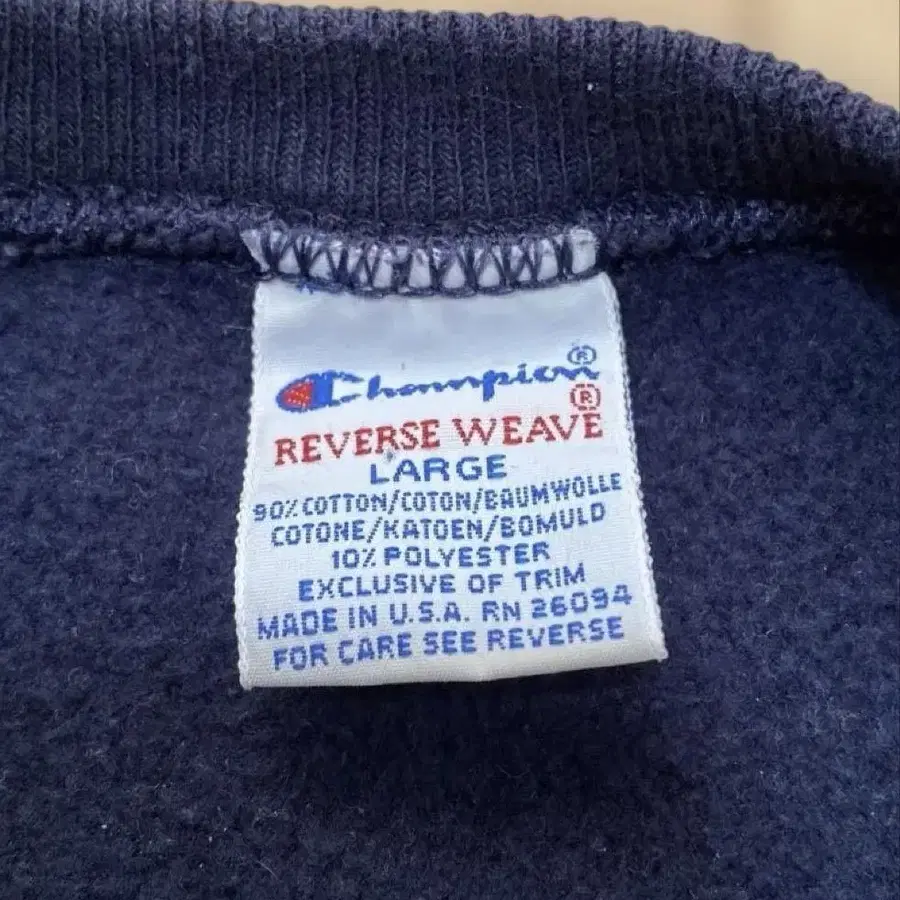 Champion®
REVERSE WEAVE®
LARGE
90% COTTON/COTON/BAUMWOLLE
COTONE/KATOEN/BOMULD
10% POLYESTER
EXCLUSIVE OF TRIM
MADE IN U.S.A. RN 26094
FOR CARE SEE REVERSE